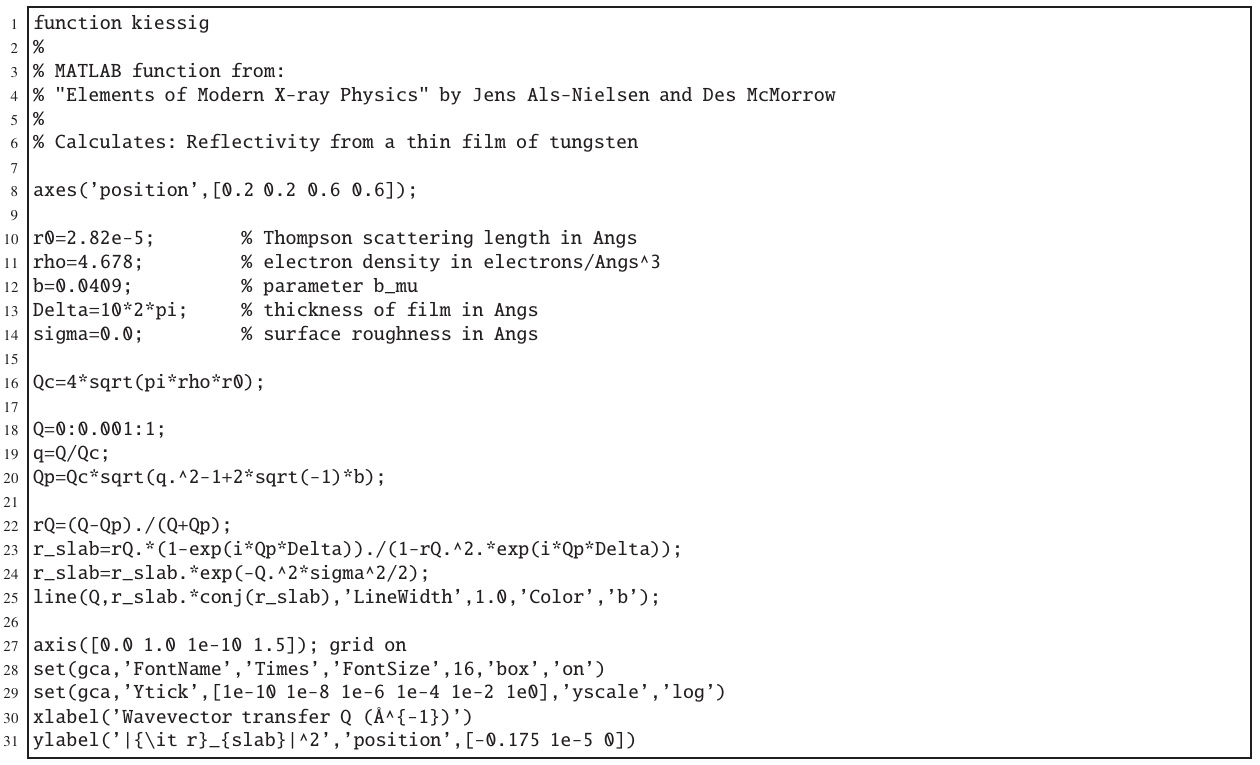 1 function kiessig
2 %
3 % MATLAB function from:
4 % "Elements of Modern X-ray Physics" by Jens Als-Nielsen and Des McMorrow
5 %
6 % Calculates: Reflectivity from a thin film of tungsten
7
8 axes('position',[0.2 0.2 0.6 0.6]);
9
10 r0=2.82e-5; % Thompson scattering length in Angs
11 rho=4.678; % electron density in electrons/Angs^3
12 b=0.0409; % parameter b_mu
13 Delta=10*2*pi; % thickness of film in Angs
14 sigma=0.0; % surface roughness in Angs
15
16 Qc=4*sqrt(pi*rho*r0);
17
18 Q=0:0.001:1;
19 q=Q/Qc;
20 Qp=Qc*sqrt(q.^2-1+2*sqrt(-1)*b);
21
22 rQ=(Q-Qp)./(Q+Qp);
23 r_slab=rQ.*(1-exp(i*Qp*Delta))./(1-rQ.^2.*exp(i*Qp*Delta));
24 r_slab=r_slab.*exp(-Q.^2*sigma^2/2);
25 line(Q,r_slab.*conj(r_slab),'LineWidth',1.0,'Color','b');
26
27 axis([0.0 1.0 1e-10 1.5]); grid on
28 set(gca,'FontName','Times','FontSize',16,'box','on')
29 set(gca,'Ytick',[1e-10 1e-8 1e-6 1e-4 1e-2 1e0],'yscale','log')
30 xlabel('Wavevector transfer Q (Å^{-1})')
31 ylabel('|{\it r}_{slab}|^2','position',[-0.175 1e-5 0])